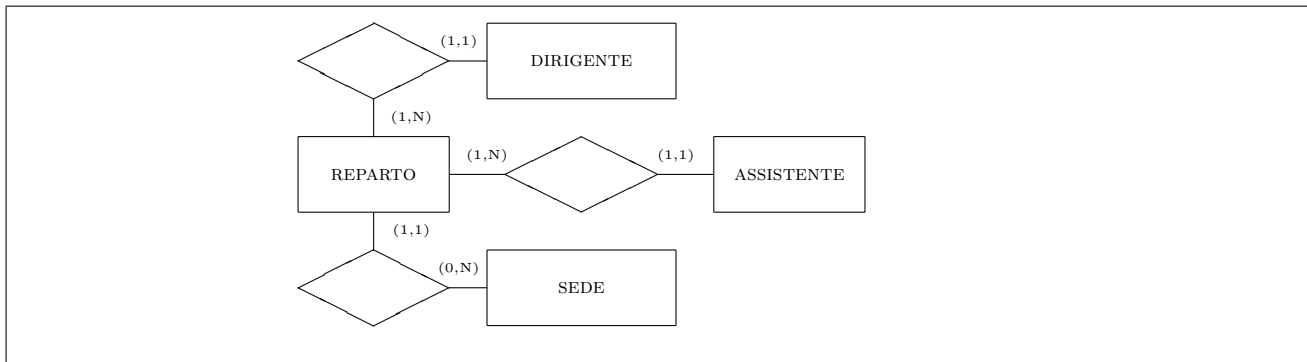 (1,1)
DIRIGENTE
(1,N)
REPARTO
(1,N)
(1,1)
ASSISTENTE
(1,1)
(0,N)
SEDE